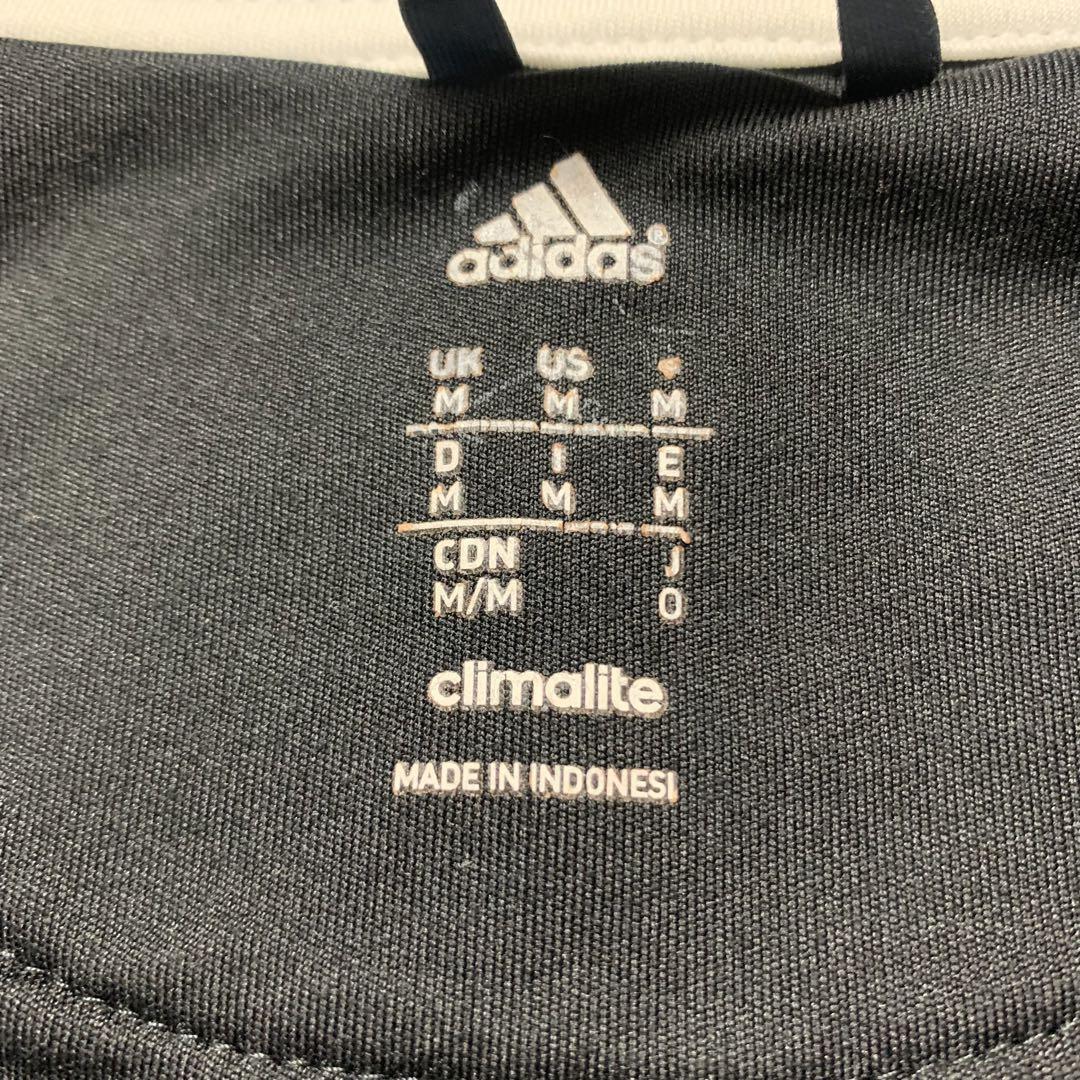 adidas®
UK US
M M M
D I E
M M M
CDN J
M/M O
climalite
MADE IN INDONESI